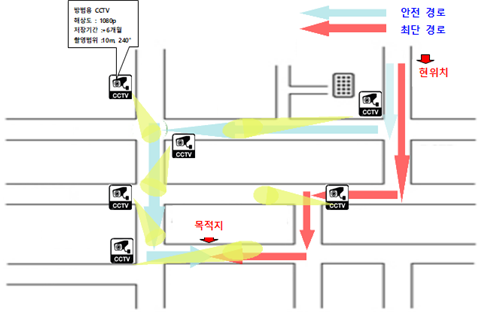 방범용 CCTV
해상도 : 1080p
저장기간 :+6개월
촬영범위 :10m, 240°
안전 경로
최단 경로
현위치
CCTV
CCTV
CCTV
CCTV
CCTV
목적지
CCTV